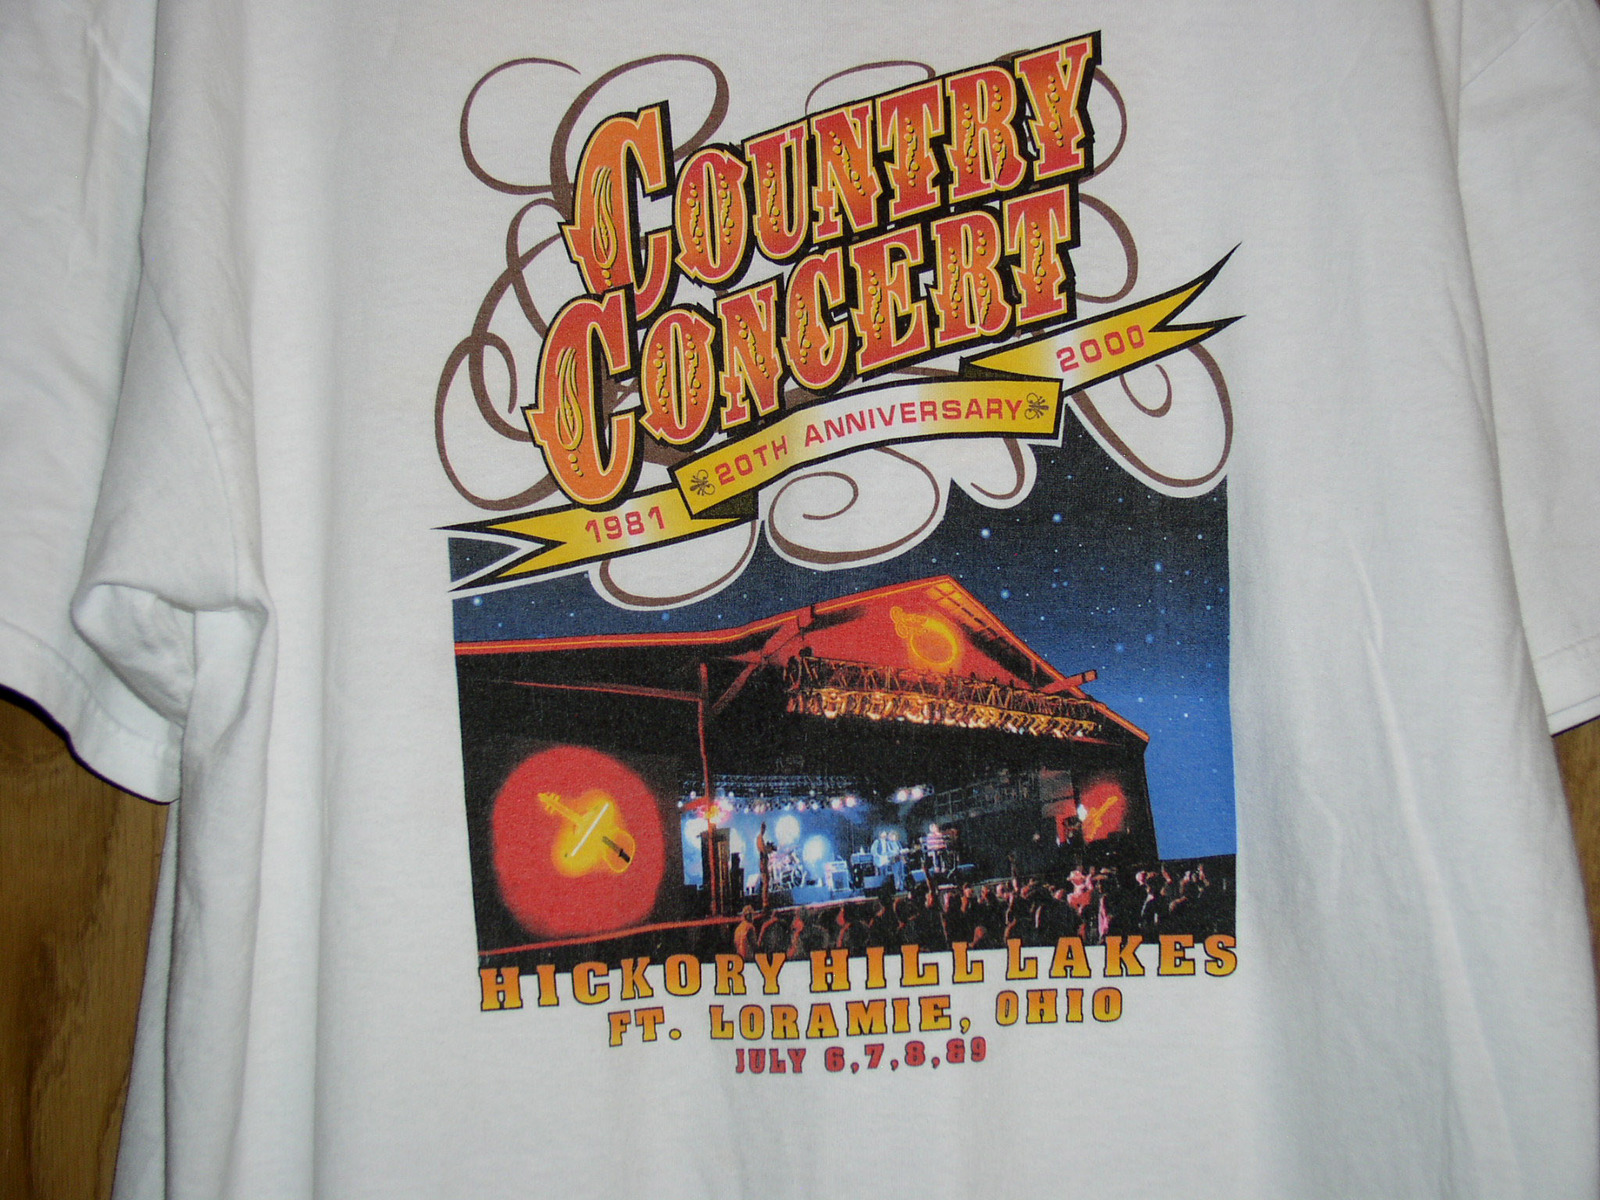 COUNTRY
CONCERT
1981 20TH ANNIVERSARY 2000
HICKORY HILL LAKES
FT. LORAMIE, OHIO
JULY 6,7,8,&9